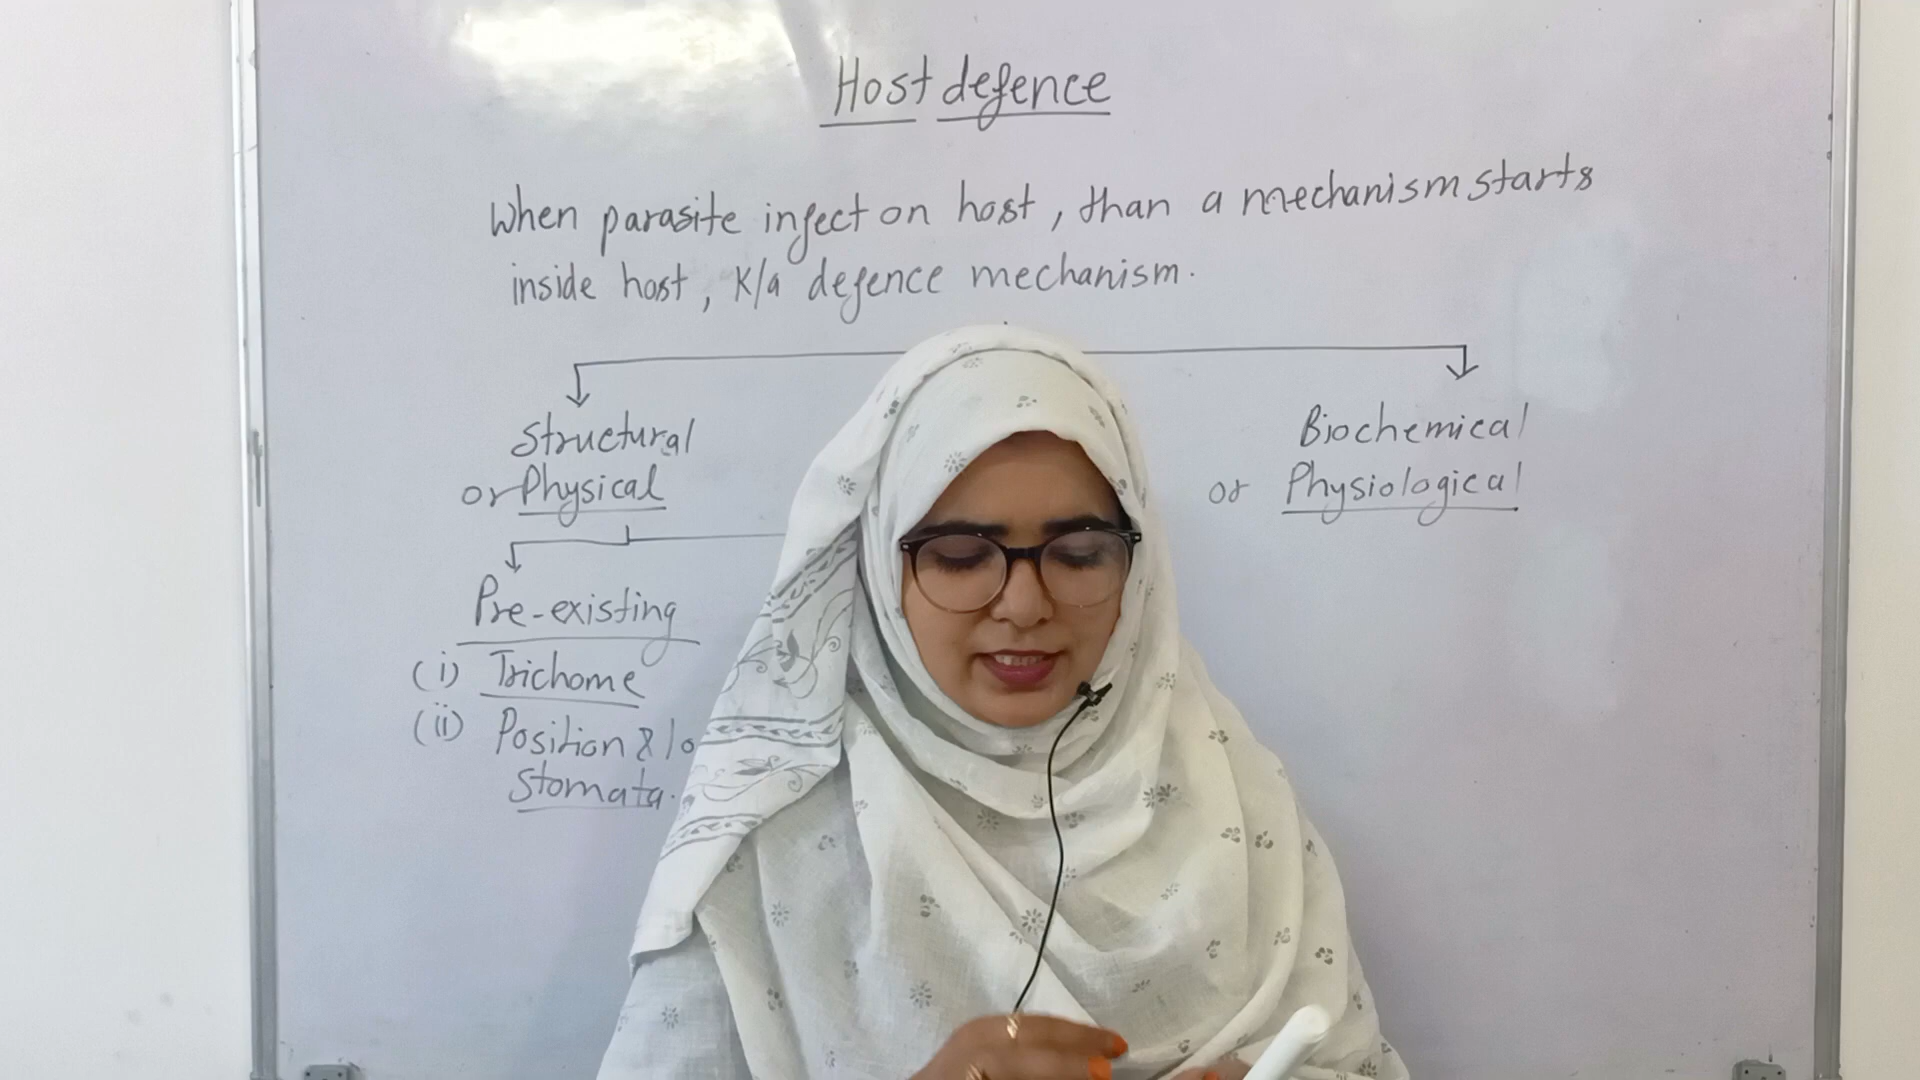 Host defence
When parasite infect on host, than a mechanism starts
inside host, K/a defence mechanism.
Structural
or Physical
Biochemical
or Physiological
Pre-existing
(i) Trichome
(ii) Position & lo
Stomata.